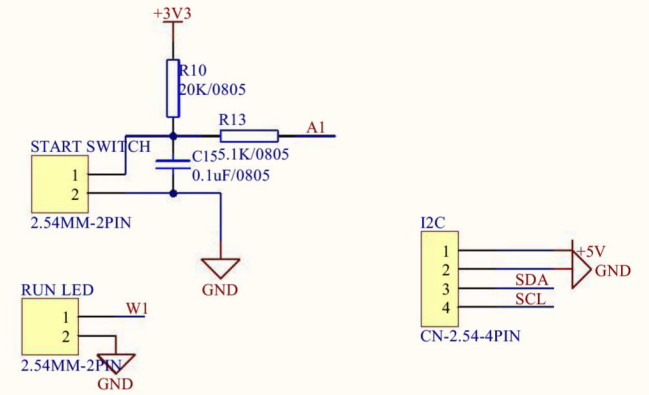 +3V3
R10
20K/0805
R13
A1
START SWITCH
C15
5.1K/0805
0.1uF/0805
1
2
2.54MM-2PIN
GND
RUN LED
W1
1
2
2.54MM-2PIN
GND
I2C
1
+5V
2
GND
3
SDA
4
SCL
CN-2.54-4PIN